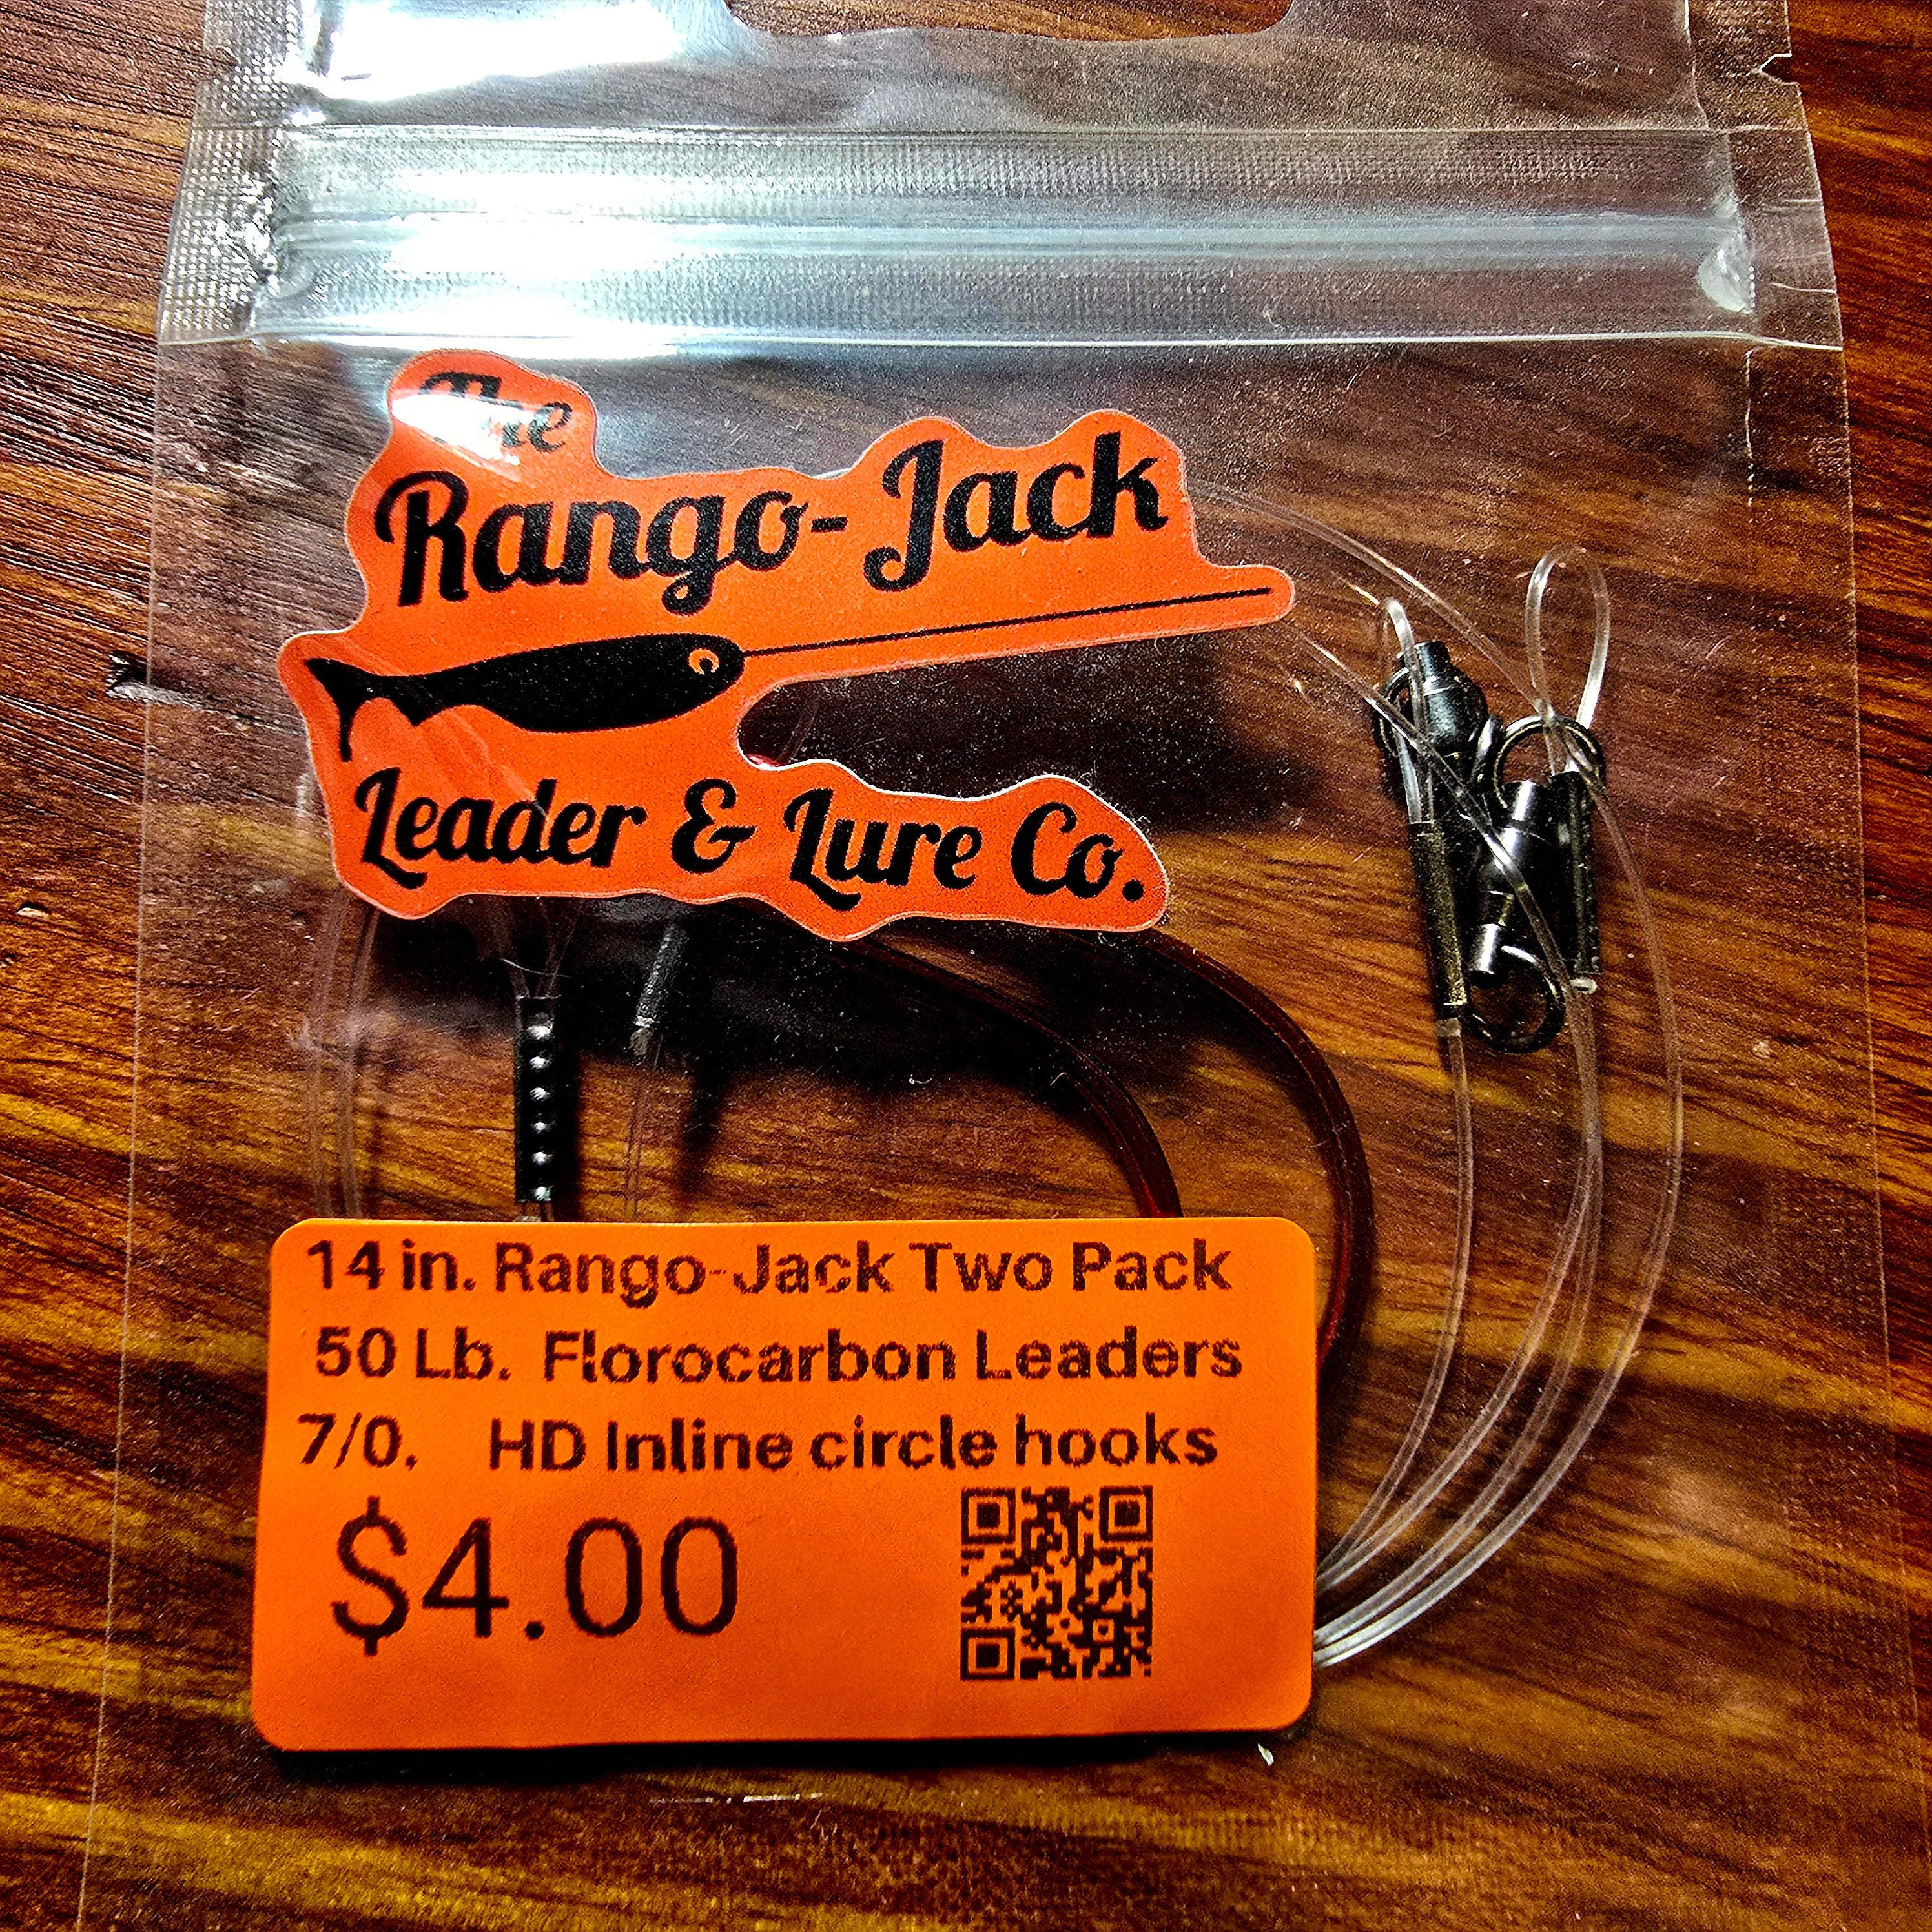 The
Rango-Jack
Leader & Lure Co.
14 in. Rango-Jack Two Pack
50 Lb. Florocarbon Leaders
7/0. HD Inline circle hooks
$4.00